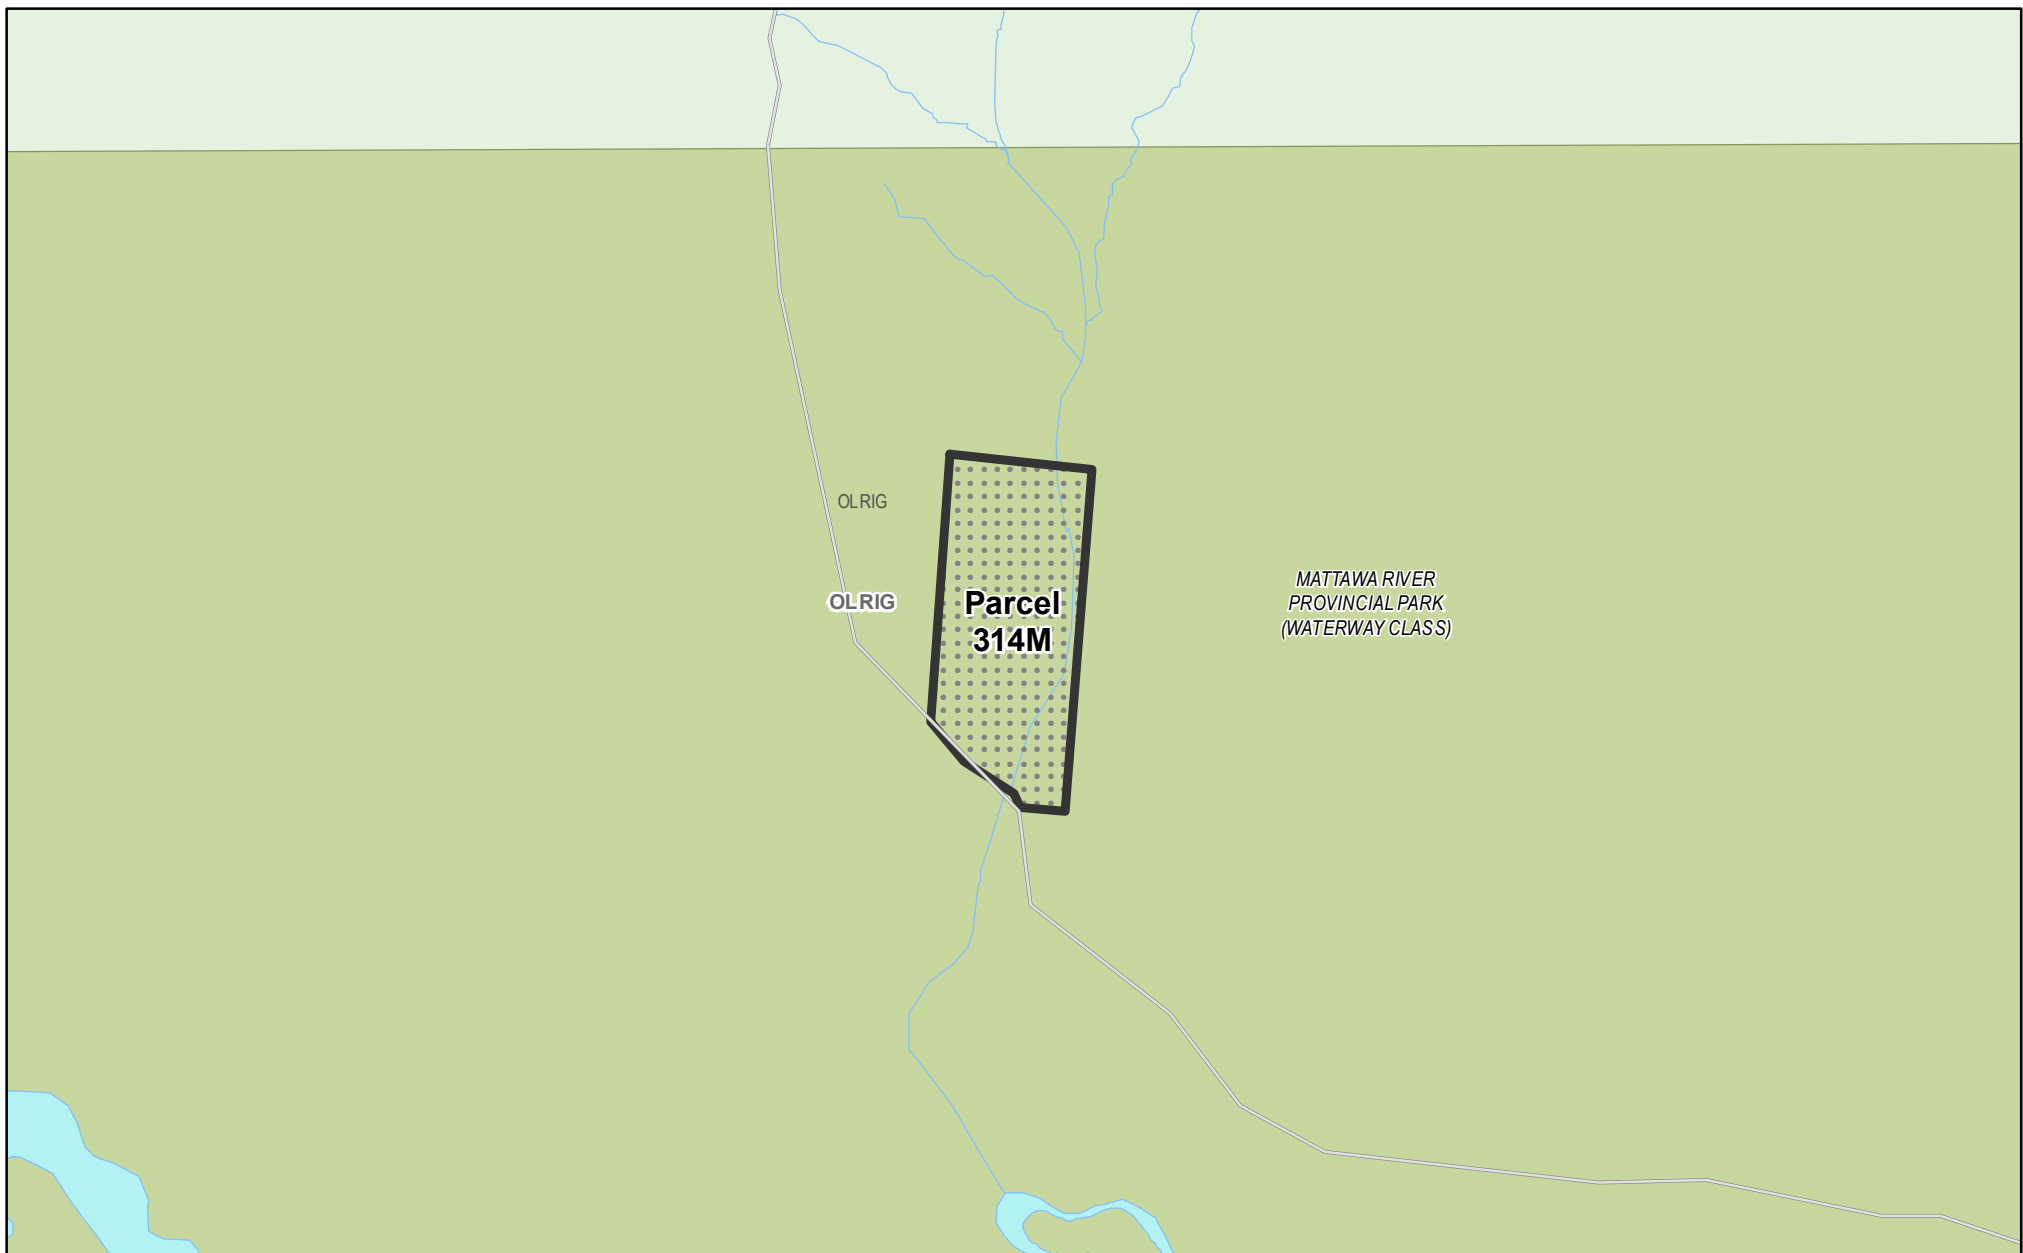 OLRIG
MATTAWA RIVER
PROVINCIAL PARK
(WATERWAY CLASS)
OLRIG
Parcel
314M